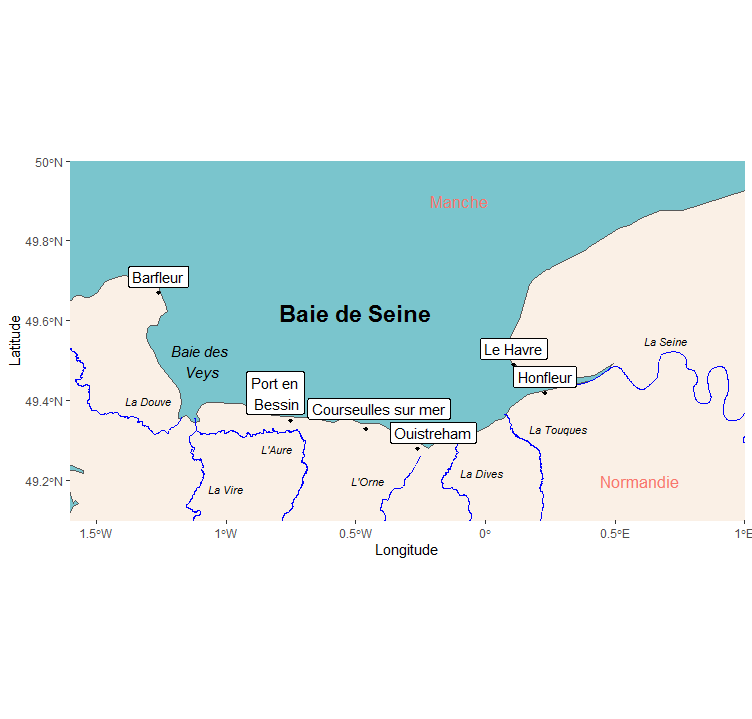 50°N
Manche
49.8°N
Barfleur
Baie de Seine
49.6°N
Latitude
La Seine
Baie des
Veys
Le Havre
Honfleur
Port en
Bessin
49.4°N
La Douve
Courseulles sur mer
Ouistreham
La Touques
L'Aure
La Dives
49.2°N
La Vire
L'Orne
Normandie
1.5°W
1°W
0.5°W
0°
0.5°E
1°E
Longitude